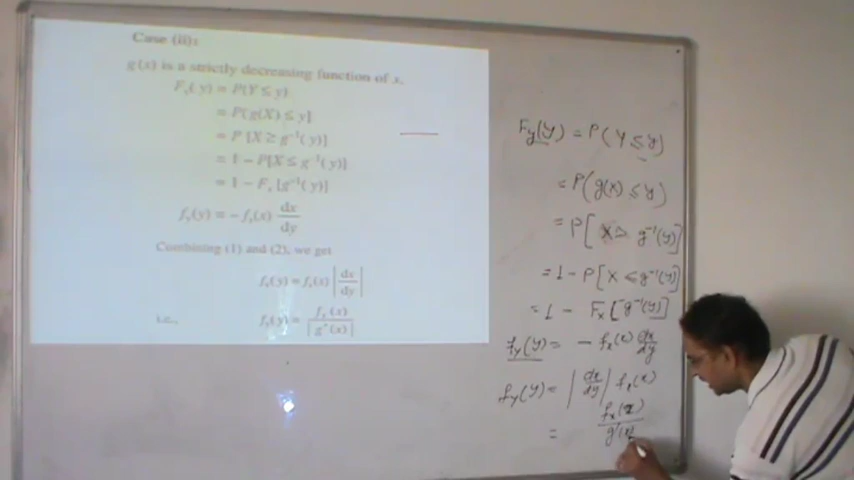 Case (ii):
g(x) is a strictly decreasing function of x.
F_y(y) = P(Y ≤ y)
= P(g(X) ≤ y]
= P [X ≥ g⁻¹(y)]
= 1 − P[X ≤ g⁻¹(y)]
= 1 − F_x [g⁻¹(y)]
f_y(y) = −f_x(x) dx/dy
Combining (1) and (2), we get
f_y(y) = f_x(x) |dx/dy|
i.e., f_y(y) = f_x(x) / |g'(x)|
F_y(y) = P(Y ≤ y)
= P(g(X) ≤ y)
= P[X ≥ g⁻¹(y)]
= 1 − P[X ≤ g⁻¹(y)]
= 1 − F_x[g⁻¹(y)]
f_y(y) = − f_x(x) dx/dy
f_y(y) = |dx/dy| f_x(x)
= f_x(x) / g'(x)